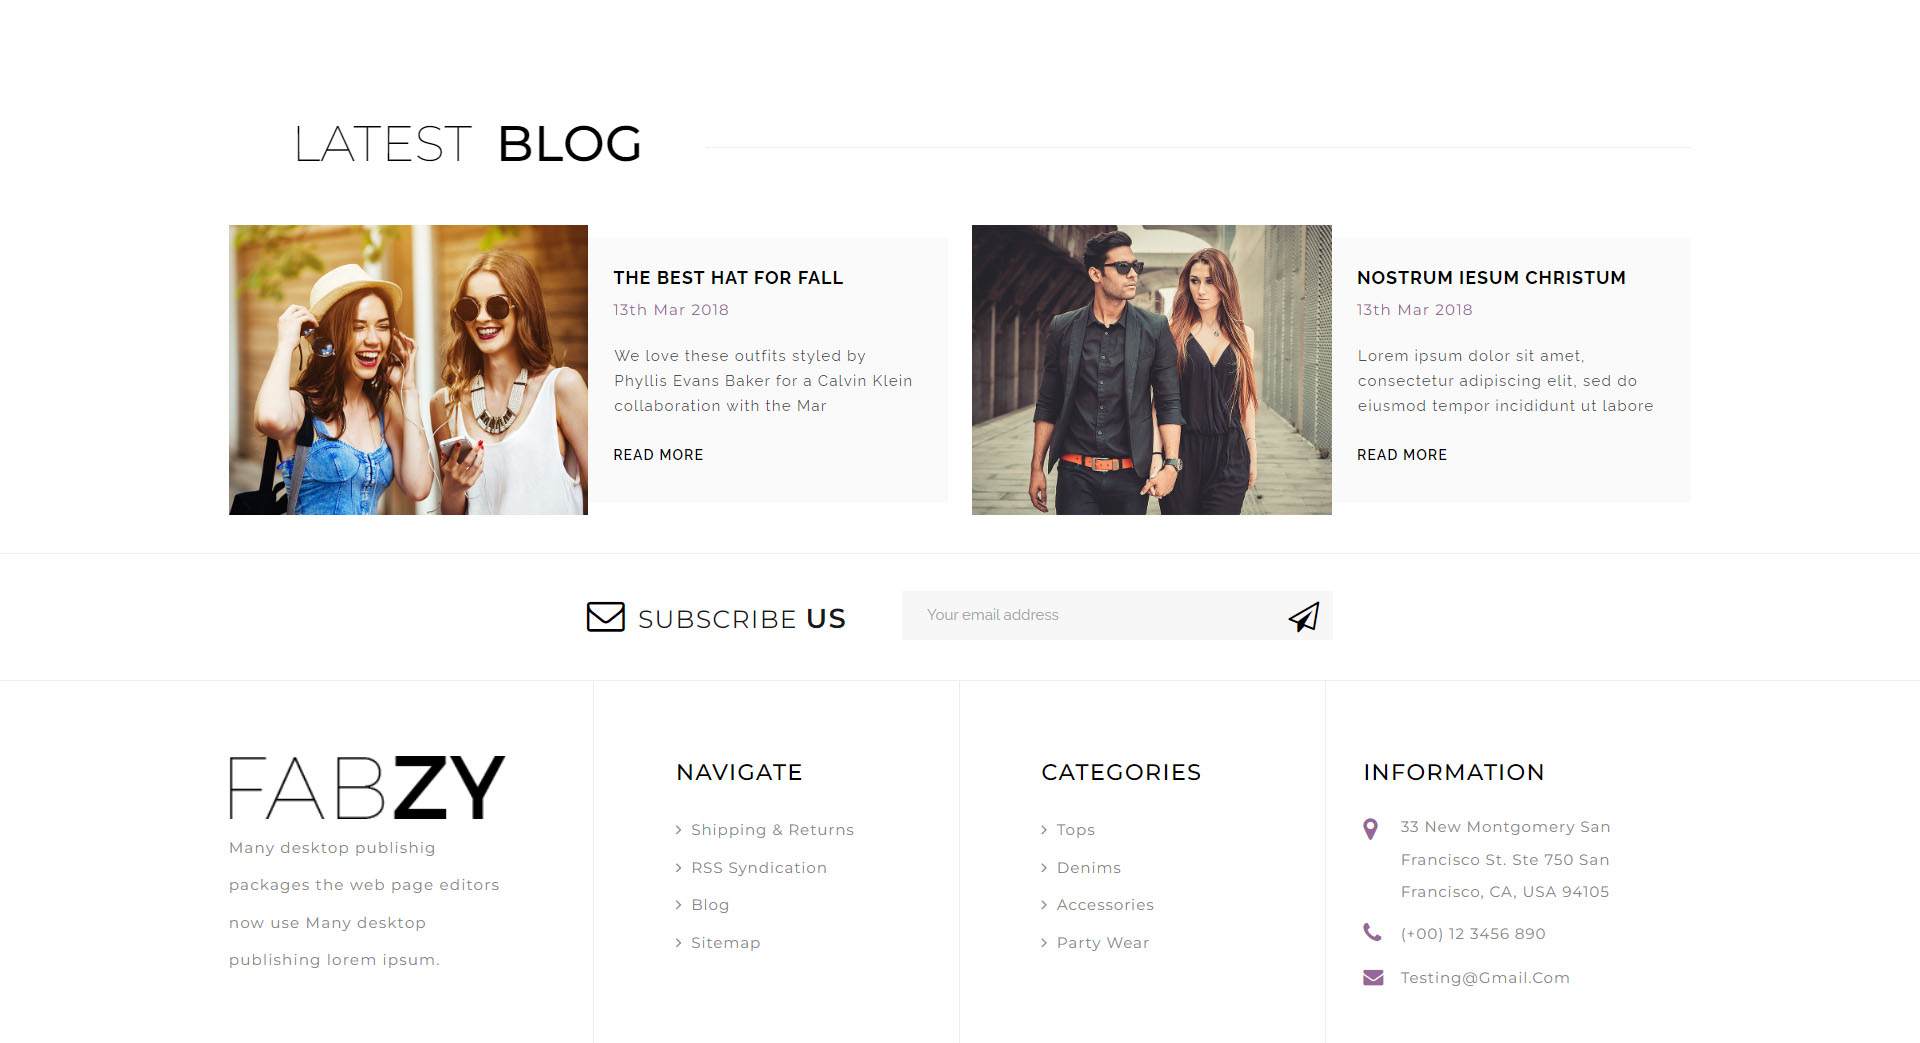 LATEST BLOG
THE BEST HAT FOR FALL
13th Mar 2018
We love these outfits styled by
Phyllis Evans Baker for a Calvin Klein
collaboration with the Mar
READ MORE
NOSTRUM IESUM CHRISTUM
13th Mar 2018
Lorem ipsum dolor sit amet,
consectetur adipiscing elit, sed do
eiusmod tempor incididunt ut labore
READ MORE
SUBSCRIBE US
Your email address
FABZY
Many desktop publishig
packages the web page editors
now use Many desktop
publishing lorem ipsum.
NAVIGATE
Shipping & Returns
RSS Syndication
Blog
Sitemap
CATEGORIES
Tops
Denims
Accessories
Party Wear
INFORMATION
33 New Montgomery San
Francisco St. Ste 750 San
Francisco, CA, USA 94105
(+00) 12 3456 890
Testing@Gmail.Com